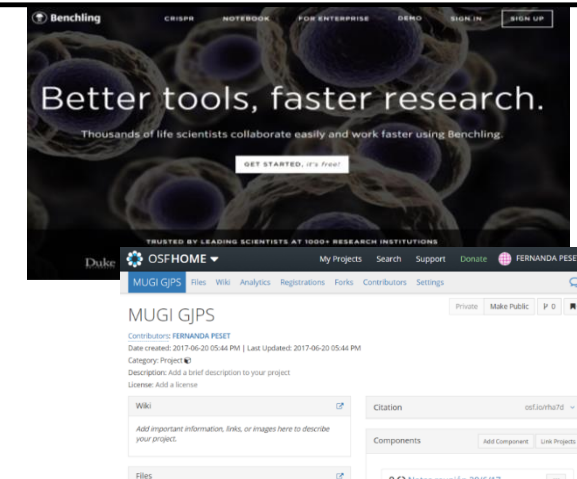 Benchling CRISPR NOTEBOOK FOR ENTERPRISE DEMO SIGN IN SIGN UP
Better tools, faster research.
Thousands of life scientists collaborate easily and work faster using Benchling.
GET STARTED, it's free!
TRUSTED BY LEADING SCIENTISTS AT 1000+ RESEARCH INSTITUTIONS
Duke
OSFHOME My Projects Search Support Donate FERNANDA PESET
MUGI GJPS Files Wiki Analytics Registrations Forks Contributors Settings
Private Make Public 0
MUGI GJPS
Contributors: FERNANDA PESET
Date created: 2017-06-20 05:44 PM | Last Updated: 2017-06-20 05:44 PM
Category: Project
Description: Add a brief description to your project
License: Add a license
Wiki
Add important information, links, or images here to describe
your project.
Files
Citation osf.io/rha7d
Components Add Component Link Projects